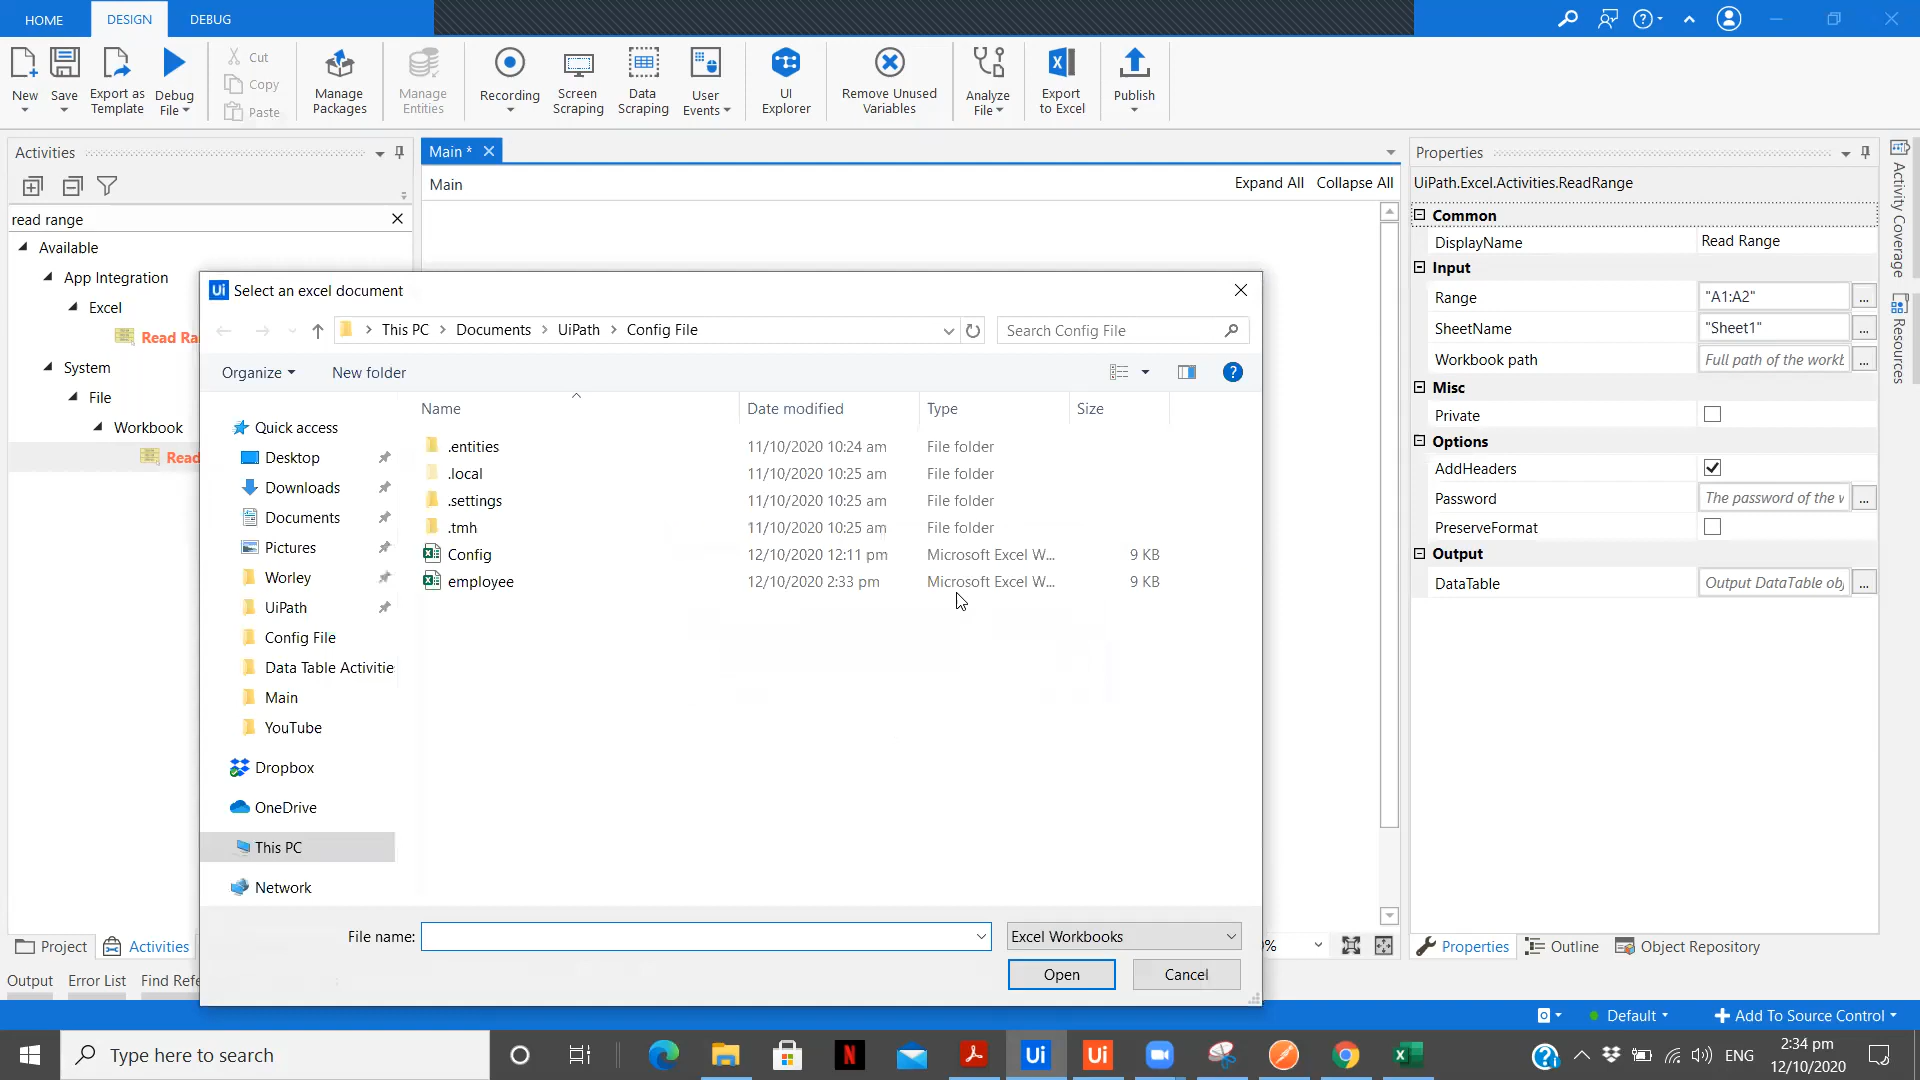 HOME DESIGN DEBUG
New Save Export as Template Debug File Cut Copy Paste Manage Packages Manage Entities Recording Screen Scraping Data Scraping User Events UI Explorer Remove Unused Variables Analyze File Export to Excel Publish
Activities
read range
Available
App Integration
Excel
Read Ra
System
File
Workbook
Read
Main *
Main Expand All Collapse All
Ui Select an excel document
This PC Documents UiPath Config File Search Config File
Organize New folder
Name Date modified Type Size
.entities 11/10/2020 10:24 am File folder
.local 11/10/2020 10:25 am File folder
.settings 11/10/2020 10:25 am File folder
.tmh 11/10/2020 10:25 am File folder
Config 12/10/2020 12:11 pm Microsoft Excel W... 9 KB
employee 12/10/2020 2:33 pm Microsoft Excel W... 9 KB
Quick access
Desktop
Downloads
Documents
Pictures
Worley
UiPath
Config File
Data Table Activitie
Main
YouTube
Dropbox
OneDrive
This PC
Network
File name: Excel Workbooks
Open Cancel
Properties
UiPath.Excel.Activities.ReadRange
Common
DisplayName Read Range
Input
Range "A1:A2" ...
SheetName "Sheet1" ...
Workbook path Full path of the workb ...
Misc
Private
Options
AddHeaders
Password The password of the w ...
PreserveFormat
Output
DataTable Output DataTable obj ...
Activity Coverage
Resources
Project Activities
%
Properties Outline Object Repository
Output Error List Find Refe
Default Add To Source Control
Type here to search
Ui Ui
ENG
2:34 pm
12/10/2020